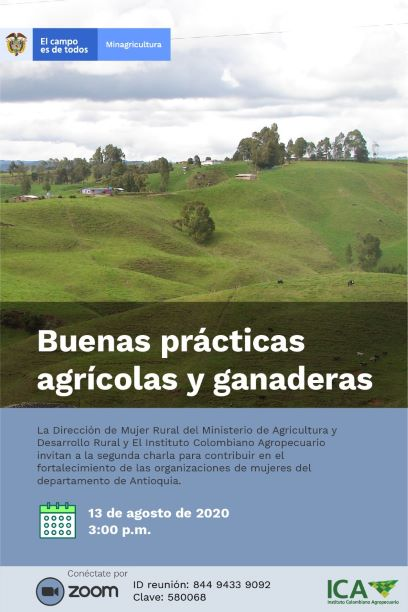 El campo
es de todos
Minagricultura
Buenas prácticas
agrícolas y ganaderas
La Dirección de Mujer Rural del Ministerio de Agricultura y
Desarrollo Rural y El Instituto Colombiano Agropecuario
invitan a la segunda charla para contribuir en el
fortalecimiento de las organizaciones de mujeres del
departamento de Antioquia.
13 de agosto de 2020
3:00 p.m.
Conéctate por
zoom
ID reunión: 844 9433 9092
Clave: 580068
ICA
Instituto Colombiano Agropecuario